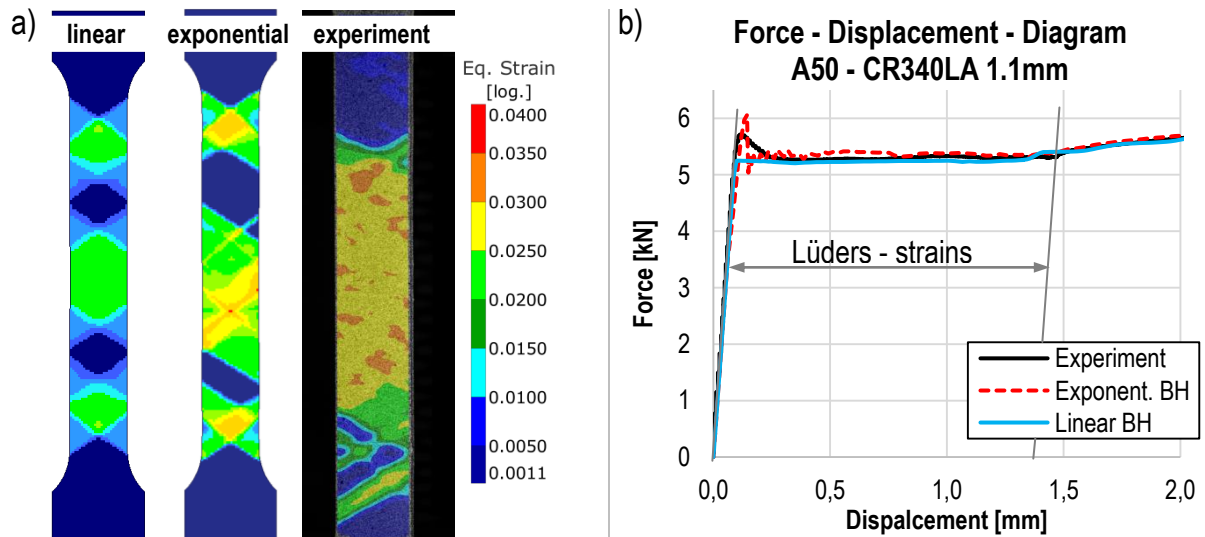 a)
linear
exponential
experiment
Eq. Strain
[log.]
0.0400
0.0350
0.0300
0.0250
0.0200
0.0150
0.0100
0.0050
0.0011
b)
Force - Displacement - Diagram
A50 - CR340LA 1.1mm
Force [kN]
6
5
4
3
2
1
0
Lüders - strains
Experiment
Exponent. BH
Linear BH
0,0
0,5
1,0
1,5
2,0
Dispalcement [mm]